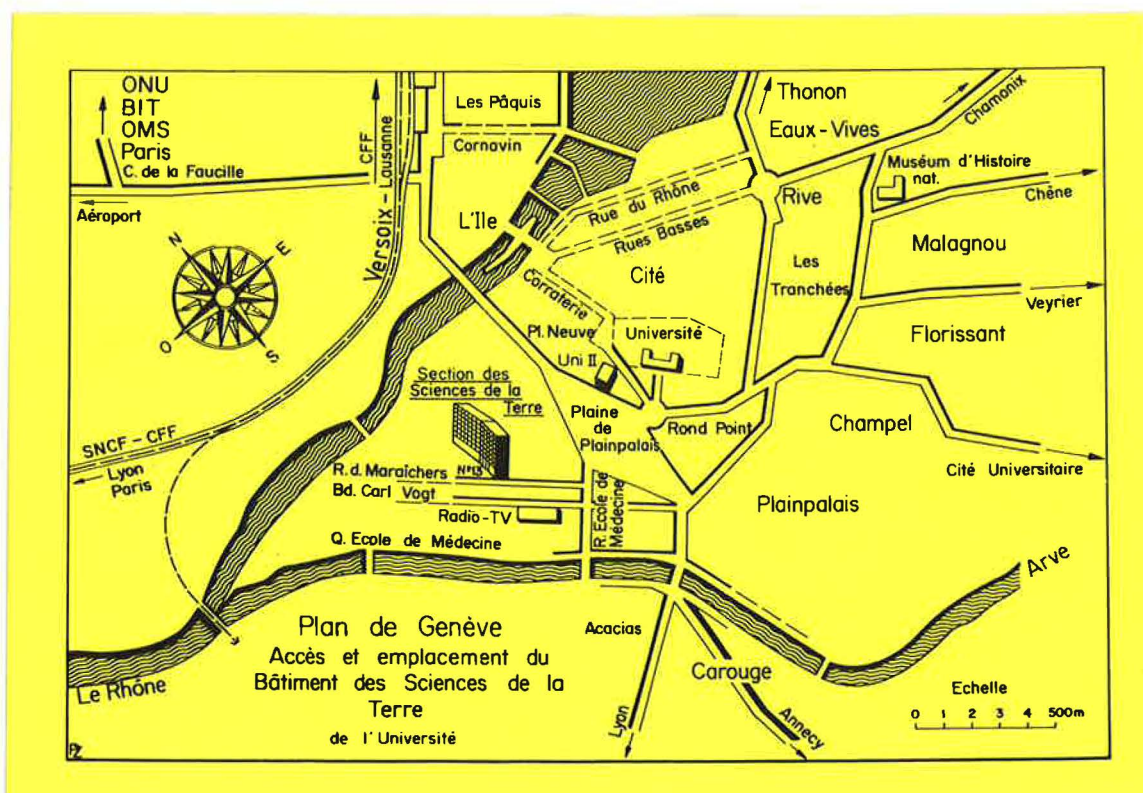 ONU
BIT
OMS
Paris
C. de la Faucille
Aéroport
CFF
Versoix - Lausanne
Les Pâquis
Cornavin
Thonon
Eaux-Vives
Chamonix
Muséum d'Histoire
nat.
Chêne
Rue du Rhône
Rues Basses
Rive
L'Ile
Malagnou
N
E
O
S
Cité
Les
Tranchées
Veyrier
Corraterie
Pl. Neuve
Université
Florissant
Uni II
Section des
Sciences de la
Terre
Plaine
de
Plainpalais
Rond Point
Champel
SNCF - CFF
Lyon
Paris
Cité Universitaire
R. d. Maraîchers
N°13
Bd. Carl Vogt
Radio-TV
R. Ecole de
Médecine
Plainpalais
Q. Ecole de Médecine
Arve
Plan de Genève
Accès et emplacement du
Bâtiment des Sciences de la
Terre
de l'Université
Acacias
Carouge
Le Rhône
Lyon
Annecy
Echelle
0 1 2 3 4 500m
PZ